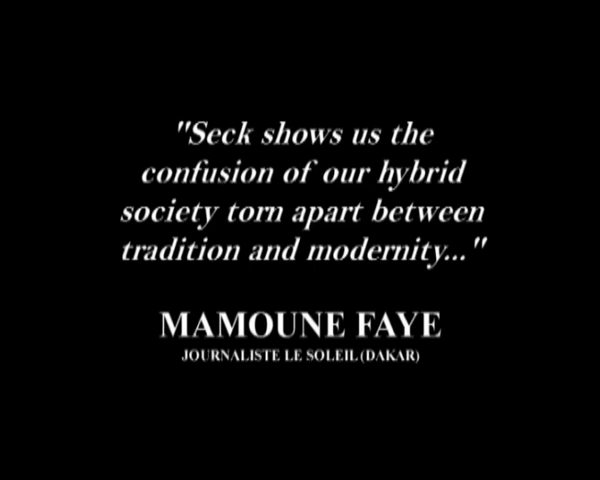 "Seck shows us the
confusion of our hybrid
society torn apart between
tradition and modernity..."
MAMOUNE FAYE
JOURNALISTE LE SOLEIL (DAKAR)